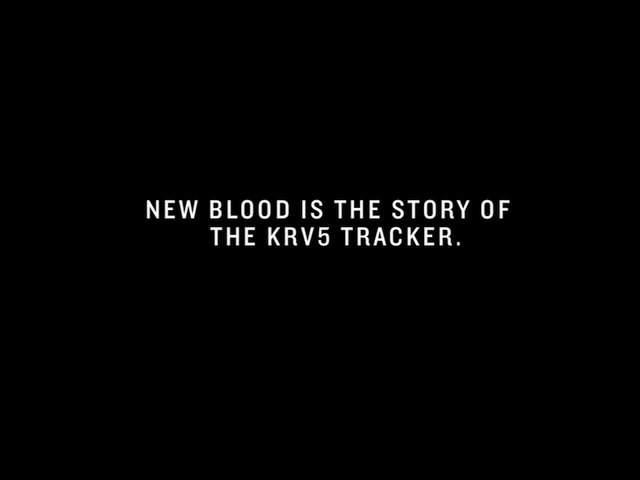 NEW BLOOD IS THE STORY OF
THE KRV5 TRACKER.